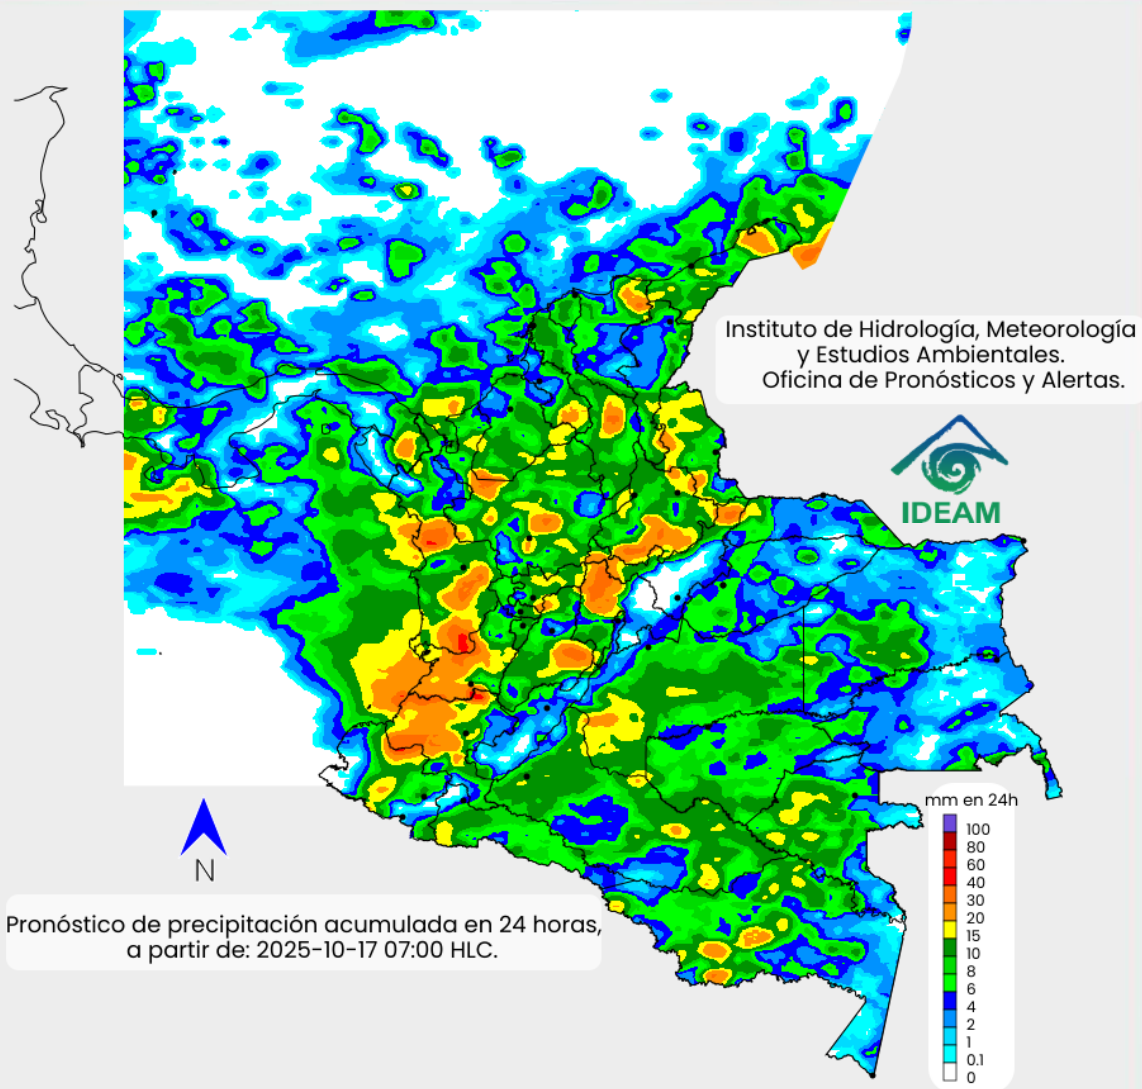 Instituto de Hidrología, Meteorología
y Estudios Ambientales.
Oficina de Pronósticos y Alertas.
IDEAM
mm en 24h
100
80
60
40
30
20
15
10
8
6
4
2
1
0.1
0
N
Pronóstico de precipitación acumulada en 24 horas,
a partir de: 2025-10-17 07:00 HLC.